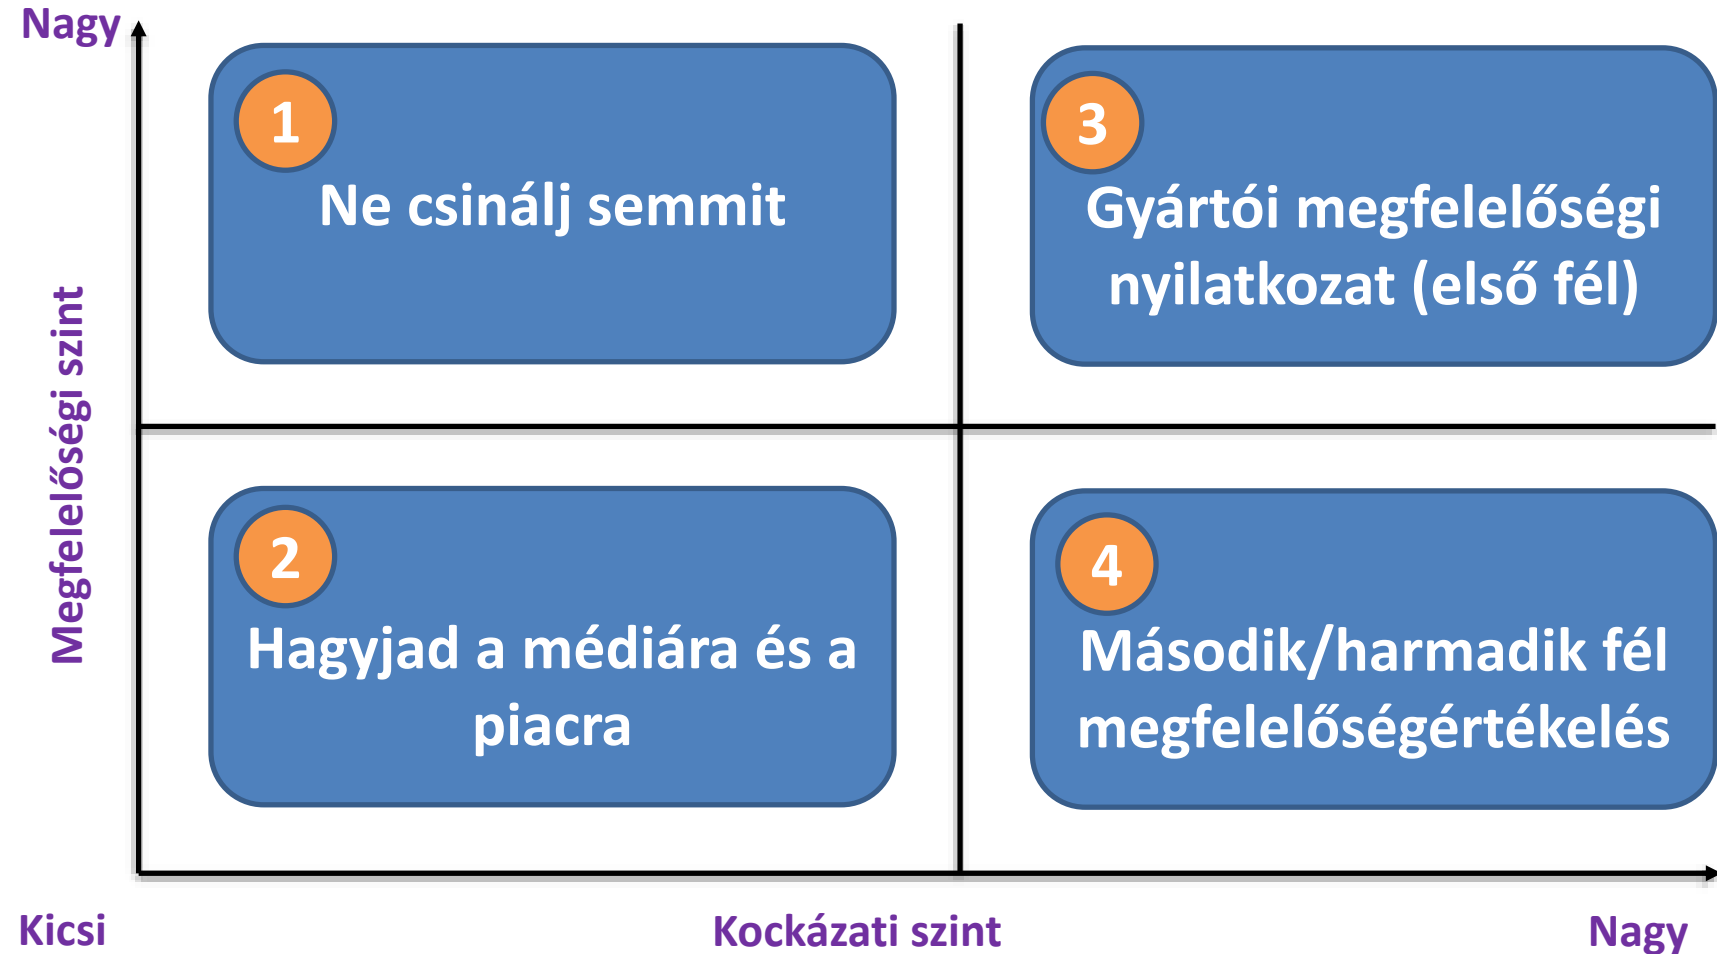 Nagy
1
Ne csinálj semmit
3
Gyártói megfelelőségi
nyilatkozat (első fél)
Megfelelőségi szint
2
Hagyjad a médiára és a
piacra
4
Második/harmadik fél
megfelelőségértékelés
Kicsi
Kockázati szint
Nagy